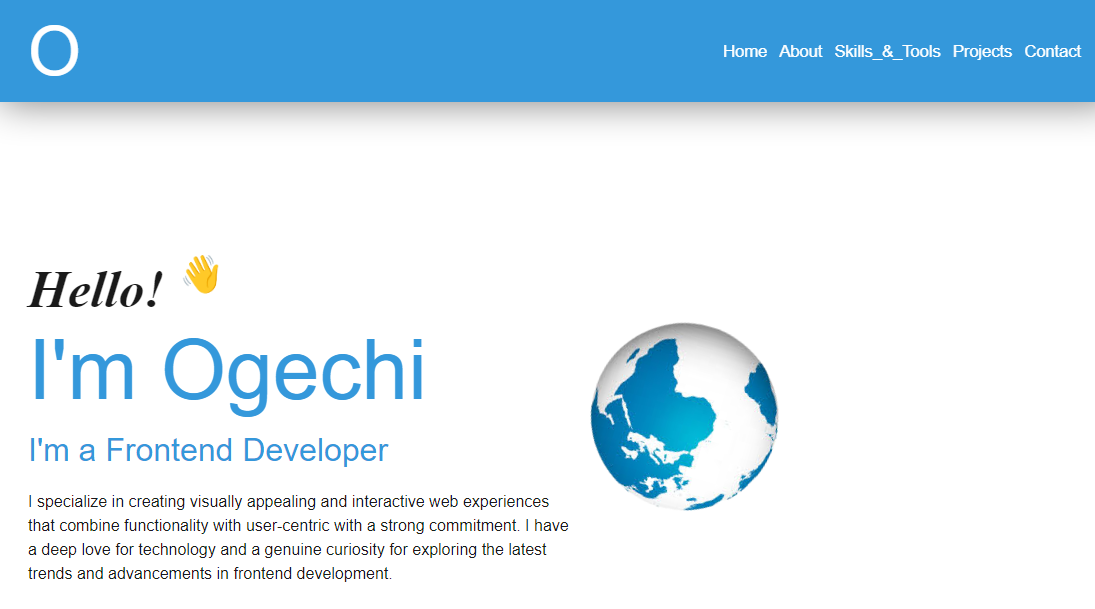 O
Home About Skills_&_Tools Projects Contact
Hello! 👋
I'm Ogechi
I'm a Frontend Developer
I specialize in creating visually appealing and interactive web experiences
that combine functionality with user-centric with a strong commitment. I have
a deep love for technology and a genuine curiosity for exploring the latest
trends and advancements in frontend development.